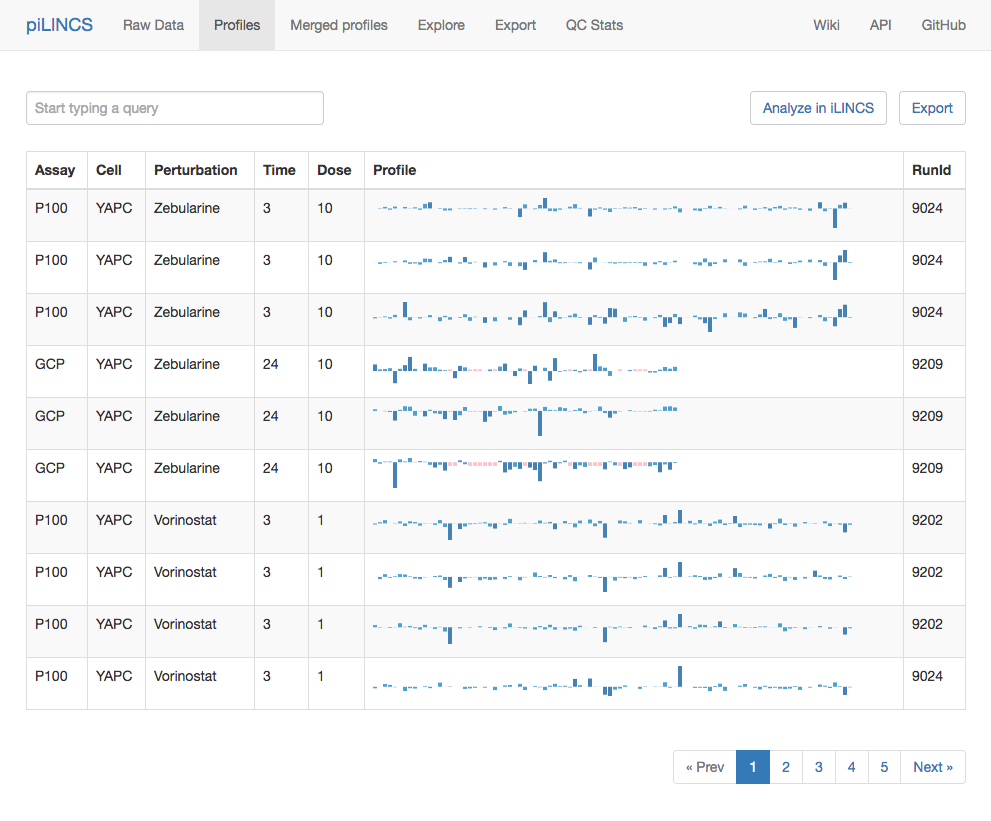 piLINCS Raw Data Profiles Merged profiles Explore Export QC Stats Wiki API GitHub
Start typing a query Analyze in iLINCS Export
Assay Cell Perturbation Time Dose Profile RunId
P100 YAPC Zebularine 3 10 9024
P100 YAPC Zebularine 3 10 9024
P100 YAPC Zebularine 3 10 9024
GCP YAPC Zebularine 24 10 9209
GCP YAPC Zebularine 24 10 9209
GCP YAPC Zebularine 24 10 9209
P100 YAPC Vorinostat 3 1 9202
P100 YAPC Vorinostat 3 1 9202
P100 YAPC Vorinostat 3 1 9202
P100 YAPC Vorinostat 3 1 9024
« Prev 1 2 3 4 5 Next »